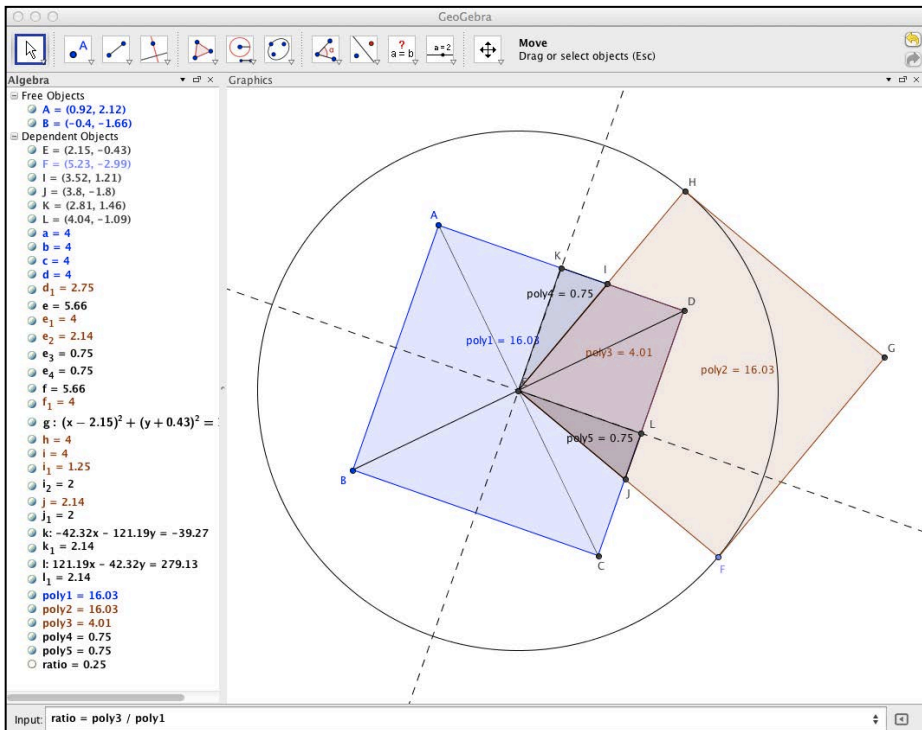 GeoGebra
A
α
?
a = b
a = 2
Move
Drag or select objects (Esc)
Algebra
Graphics
Free Objects
A = (0.92, 2.12)
B = (-0.4, -1.66)
Dependent Objects
E = (2.15, -0.43)
F = (5.23, -2.99)
I = (3.52, 1.21)
J = (3.8, -1.8)
K = (2.81, 1.46)
L = (4.04, -1.09)
a = 4
b = 4
c = 4
d = 4
d₁ = 2.75
e = 5.66
e₁ = 4
e₂ = 2.14
e₃ = 0.75
e₄ = 0.75
f = 5.66
f₁ = 4
g : (x − 2.15)² + (y + 0.43)² =
h = 4
i = 4
i₁ = 1.25
i₂ = 2
j = 2.14
j₁ = 2
k: -42.32x - 121.19y = -39.27
k₁ = 2.14
l: 121.19x - 42.32y = 279.13
l₁ = 2.14
poly1 = 16.03
poly2 = 16.03
poly3 = 4.01
poly4 = 0.75
poly5 = 0.75
ratio = 0.25
H
A
K
I
poly4 = 0.75
D
poly1 = 16.03
poly3 = 4.01
G
poly2 = 16.03
L
poly5 = 0.75
B
J
C
F
Input:
ratio = poly3 / poly1